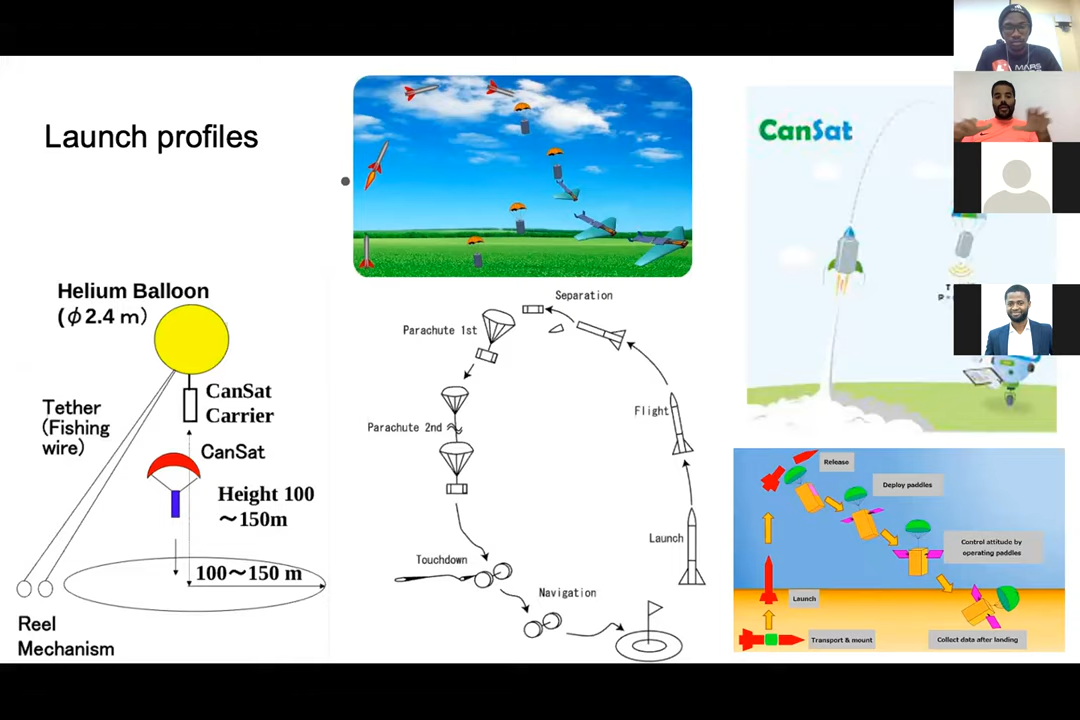 Launch profiles
Helium Balloon
(φ2.4 m)
CanSat
Carrier
Tether
(Fishing
wire)
CanSat
Height 100
～150m
100～150 m
Reel
Mechanism
Separation
Parachute 1st
Flight
Parachute 2nd
Launch
Touchdown
Navigation
CanSat
Release
Deploy paddles
Control attitude by
operating paddles
Launch
Transport & mount
Collect data after landing
MARS